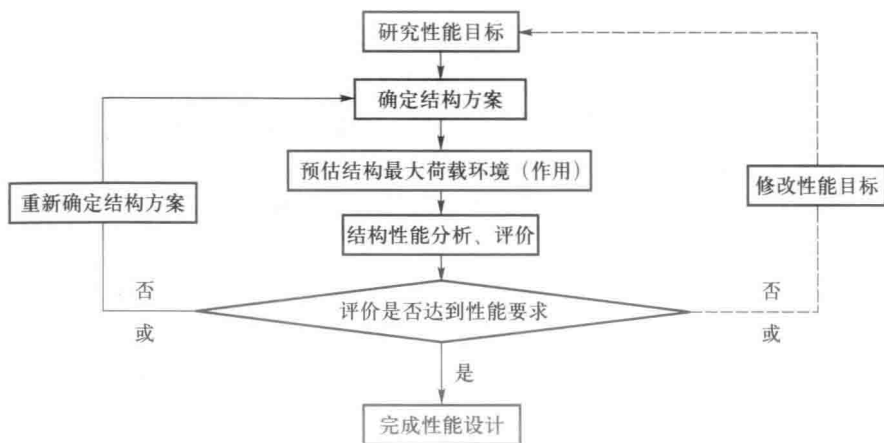 研究性能目标
确定结构方案
预估结构最大荷载环境（作用）
重新确定结构方案
修改性能目标
结构性能分析、评价
否
或
评价是否达到性能要求
否
或
是
完成性能设计